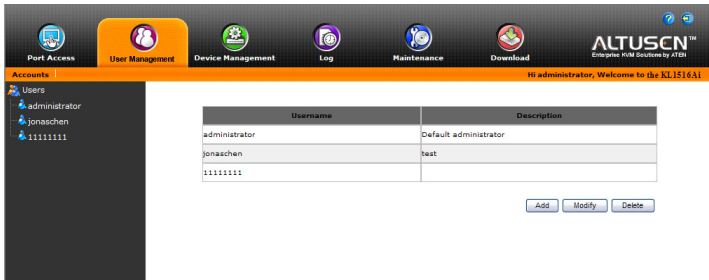 Port Access
User Management
Device Management
Log
Maintenance
Download
ALTUSEN™
Enterprise KVM Solutions by ATEN
Accounts
Hi administrator, Welcome to the KL1516Ai
Users
administrator
jonaschen
11111111
Username Description
administrator Default administrator
jonaschen test
11111111
Add Modify Delete